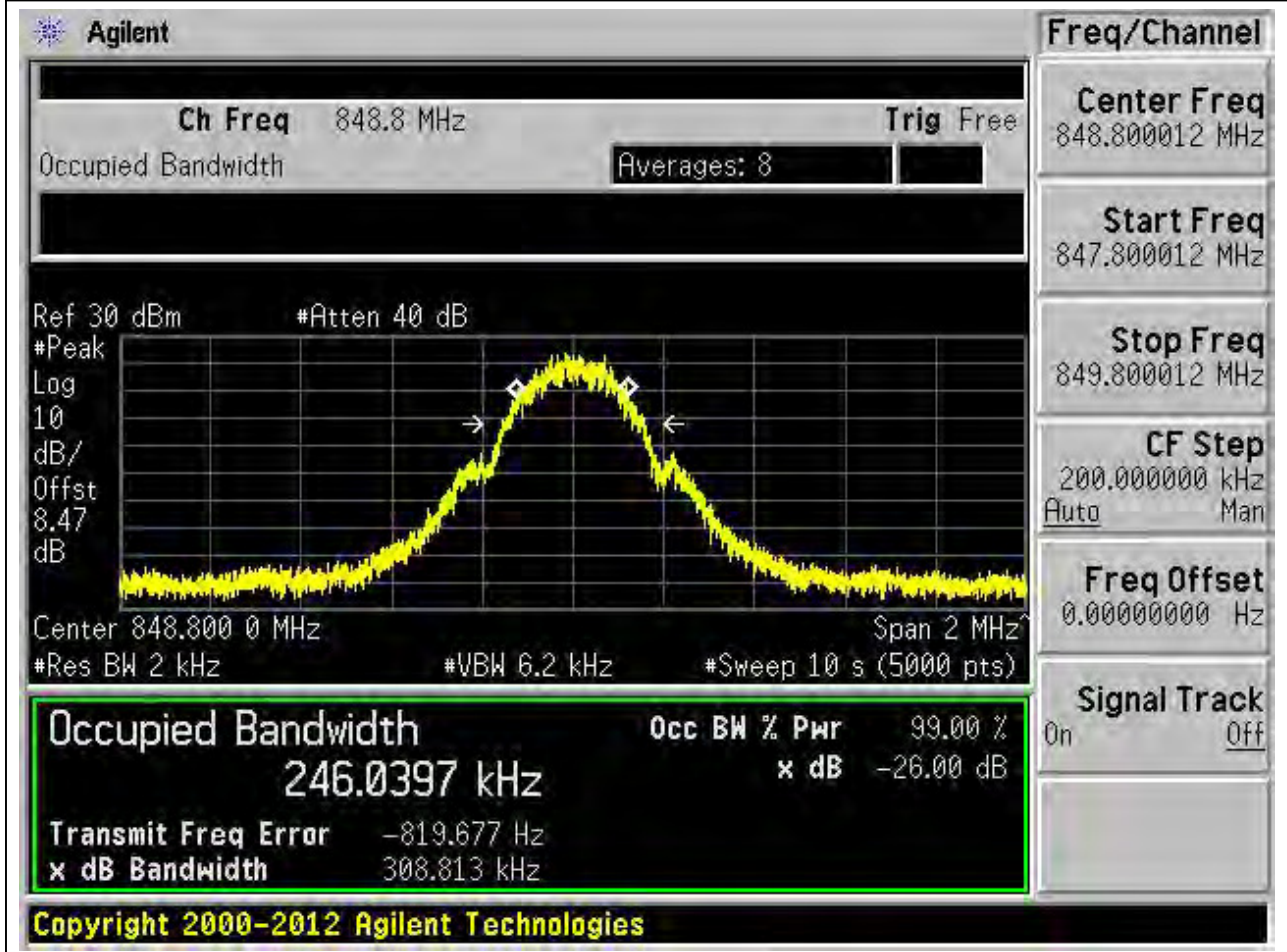 Agilent
Freq/Channel
Ch Freq 848.8 MHz Trig Free
Occupied Bandwidth Averages: 8
Center Freq
848.800012 MHz
Start Freq
847.800012 MHz
Stop Freq
849.800012 MHz
CF Step
200.000000 kHz
Auto Man
Freq Offset
0.00000000 Hz
Signal Track
On Off
Ref 30 dBm #Atten 40 dB
#Peak
Log
10
dB/
Offst
8.47
dB
Center 848.800 0 MHz Span 2 MHz^
#Res BW 2 kHz #VBW 6.2 kHz #Sweep 10 s (5000 pts)
Occupied Bandwidth Occ BW % Pwr 99.00 %
246.0397 kHz x dB -26.00 dB
Transmit Freq Error -819.677 Hz
x dB Bandwidth 308.813 kHz
Copyright 2000-2012 Agilent Technologies